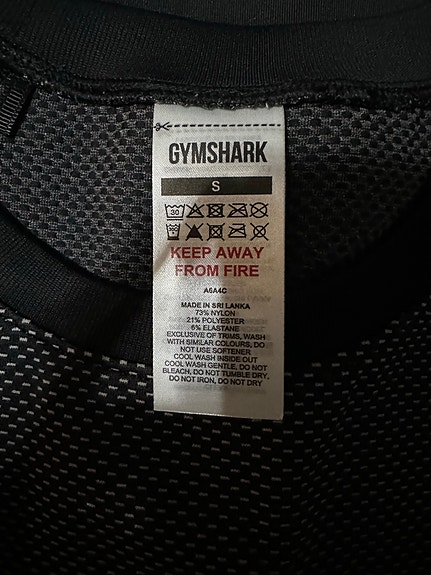 GYMSHARK
S
30
KEEP AWAY
FROM FIRE
A6A4C
MADE IN SRI LANKA
73% NYLON
21% POLYESTER
6% ELASTANE
EXCLUSIVE OF TRIMS, WASH
WITH SIMILAR COLOURS, DO
NOT USE SOFTENER
COOL WASH INSIDE OUT
COOL WASH GENTLE, DO NOT
BLEACH, DO NOT TUMBLE DRY,
DO NOT IRON, DO NOT DRY